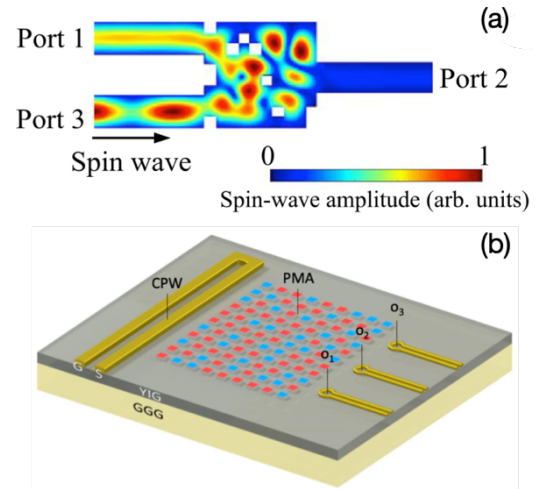 (a)
Port 1
Port 2
Port 3
Spin wave
0 1
Spin-wave amplitude (arb. units)
(b)
CPW
PMA
O3
O2
O1
G S
YIG
GGG